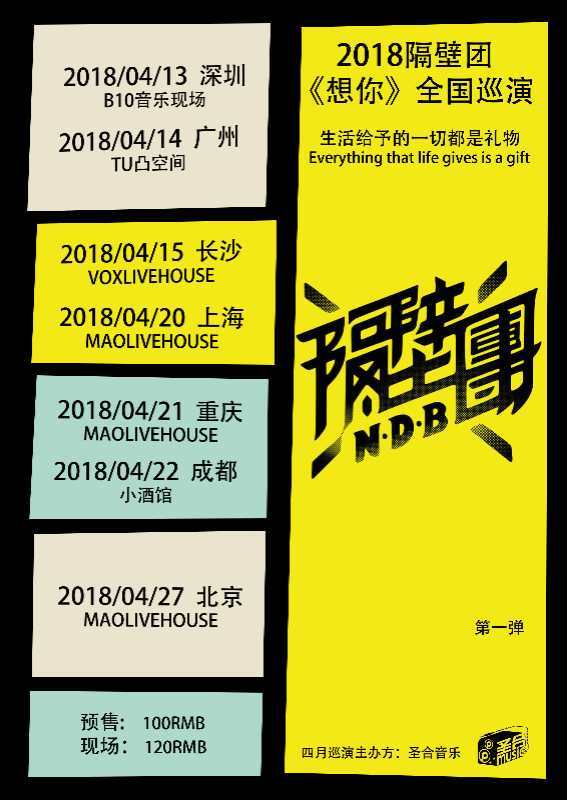 2018/04/13 深圳
B10音乐现场
2018/04/14 广州
TU凸空间
2018/04/15 长沙
VOXLIVEHOUSE
2018/04/20 上海
MAOLIVEHOUSE
2018/04/21 重庆
MAOLIVEHOUSE
2018/04/22 成都
小酒馆
2018/04/27 北京
MAOLIVEHOUSE
预售: 100RMB
现场: 120RMB
2018隔壁团
《想你》全国巡演
生活给予的一切都是礼物
Everything that life gives is a gift
隔壁團
N·D·B
第一弹
四月巡演主办方：圣合音乐
圣合
MUSIC